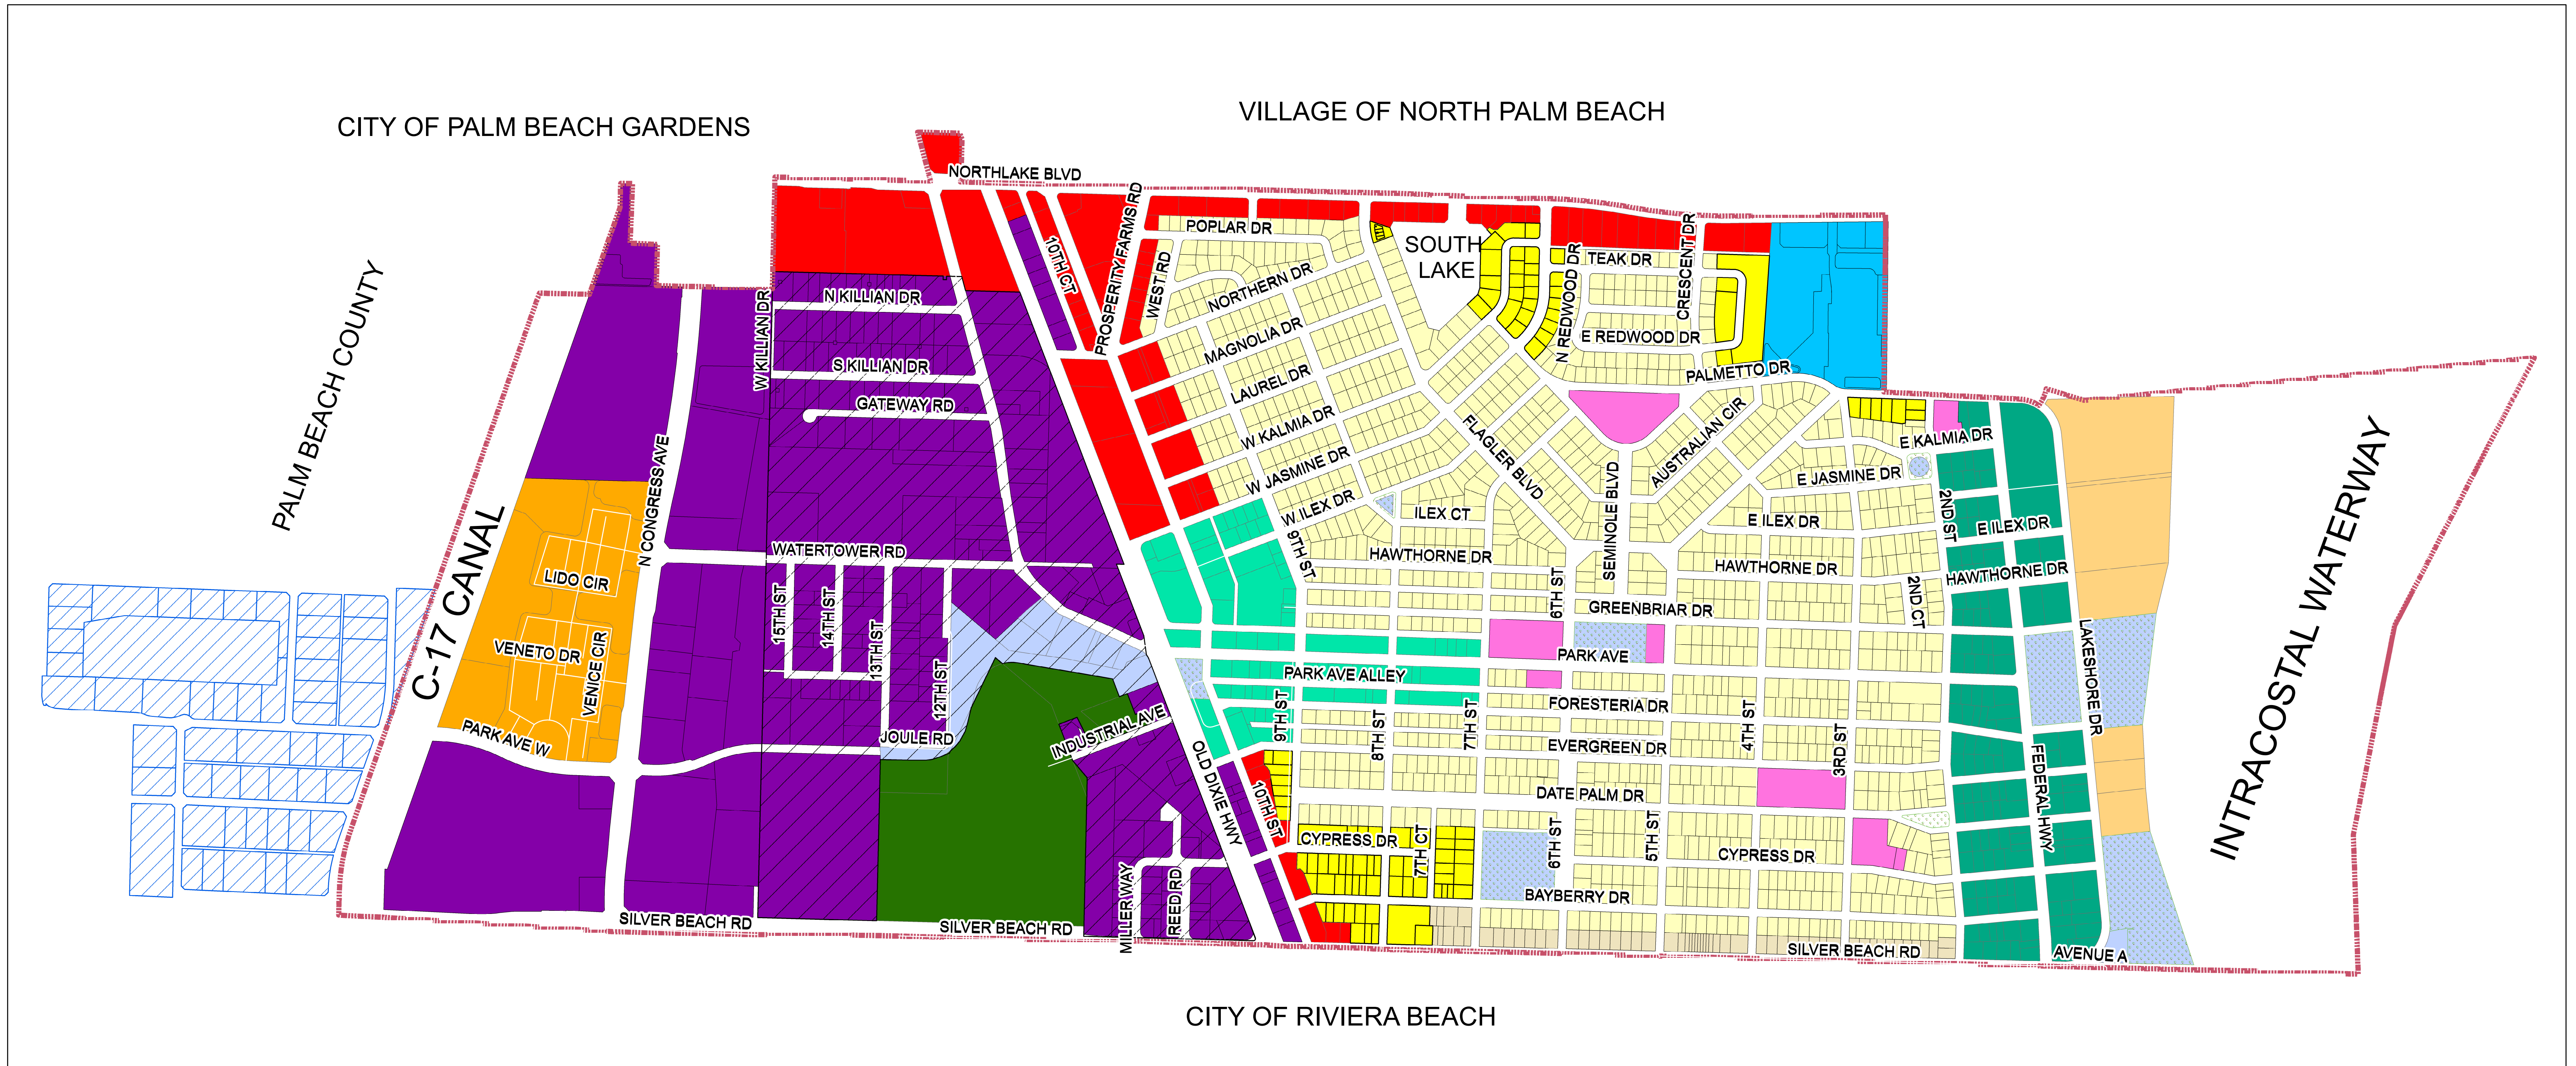 VILLAGE OF NORTH PALM BEACH
CITY OF PALM BEACH GARDENS
NORTHLAKE BLVD
POPLAR DR
SOUTH
LAKE
TEAK DR
CRESCENT DR
N REDWOOD DR
E REDWOOD DR
10TH CT
PROSPERITY FARMS RD
WEST RD
NORTHERN DR
MAGNOLIA DR
LAUREL DR
W KALMIA DR
W JASMINE DR
W ILEX DR
PALM BEACH COUNTY
W KILLIAN DR
N KILLIAN DR
S KILLIAN DR
GATEWAY RD
N CONGRESS AVE
PALMETTO DR
AUSTRALIAN CIR
FLAGLER BLVD
SEMINOLE BLVD
E KALMIA DR
E JASMINE DR
E ILEX DR
2ND ST
E ILEX DR
INTRACOSTAL WATERWAY
C-17 CANAL
WATERTOWER RD
LIDO CIR
VENETO DR
VENICE CIR
15TH ST
14TH ST
13TH ST
12TH ST
9TH ST
ILEX CT
HAWTHORNE DR
6TH ST
HAWTHORNE DR
HAWTHORNE DR
2ND CT
GREENBRIAR DR
PARK AVE
PARK AVE ALLEY
LAKESHORE DR
PARK AVE W
JOULE RD
INDUSTRIAL AVE
OLD DIXIE HWY
9TH ST
8TH ST
7TH ST
FORESTERIA DR
EVERGREEN DR
4TH ST
3RD ST
FEDERAL HWY
10TH ST
DATE PALM DR
CYPRESS DR
7TH CT
6TH ST
5TH ST
CYPRESS DR
BAYBERRY DR
MILLER WAY
REED RD
SILVER BEACH RD
SILVER BEACH RD
SILVER BEACH RD
AVENUE A
CITY OF RIVIERA BEACH